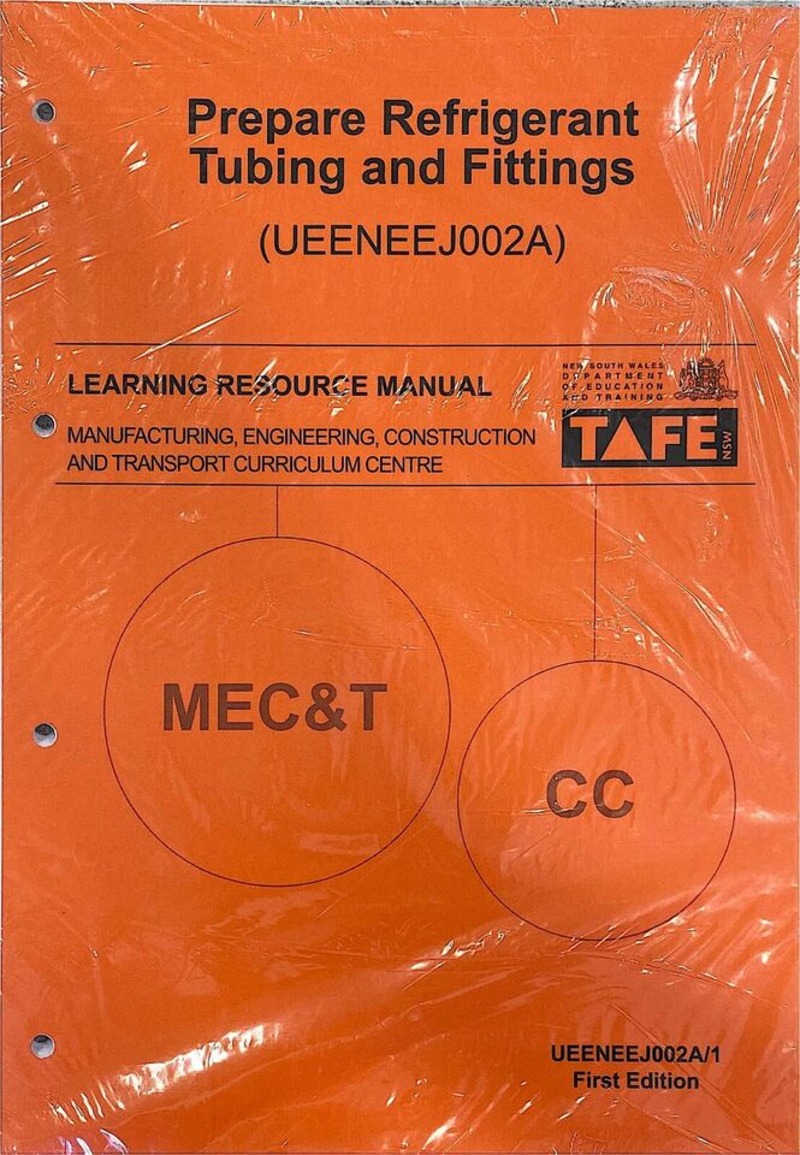 Prepare Refrigerant
Tubing and Fittings
(UEENEEJ002A)
LEARNING RESOURCE MANUAL
MANUFACTURING, ENGINEERING, CONSTRUCTION
AND TRANSPORT CURRICULUM CENTRE
NEW SOUTH WALES
DEPARTMENT
OF EDUCATION
AND TRAINING
TAFE
NSW
MEC&T
CC
UEENEEJ002A/1
First Edition